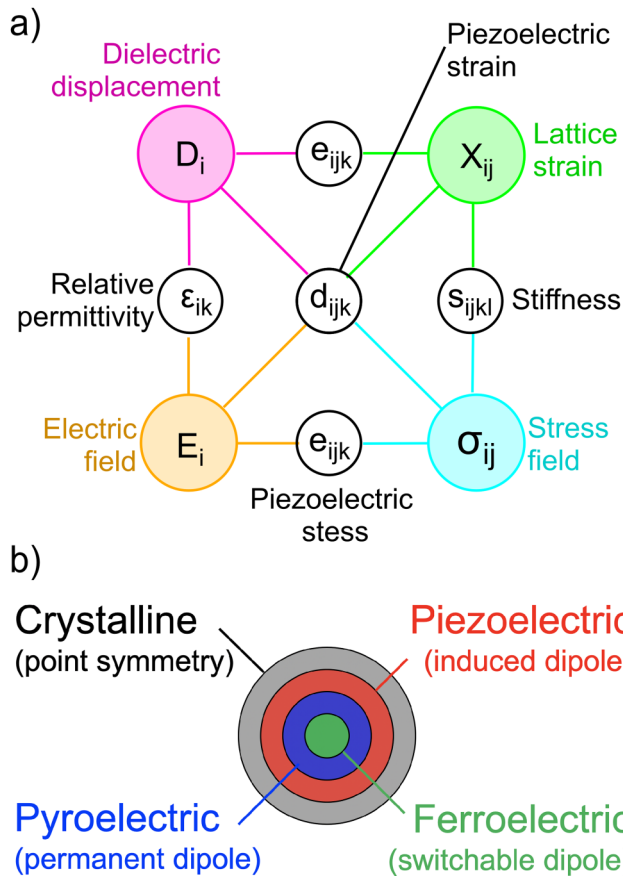 a)
Piezoelectric
strain
Dielectric
displacement
Di
eijk
Xij
Lattice
strain
Relative
permittivity
εik
dijk
sijkl
Stiffness
Electric
field
Ei
eijk
σij
Stress
field
Piezoelectric
stess
b)
Crystalline
(point symmetry)
Piezoelectric
(induced dipole
Pyroelectric
(permanent dipole)
Ferroelectric
(switchable dipole